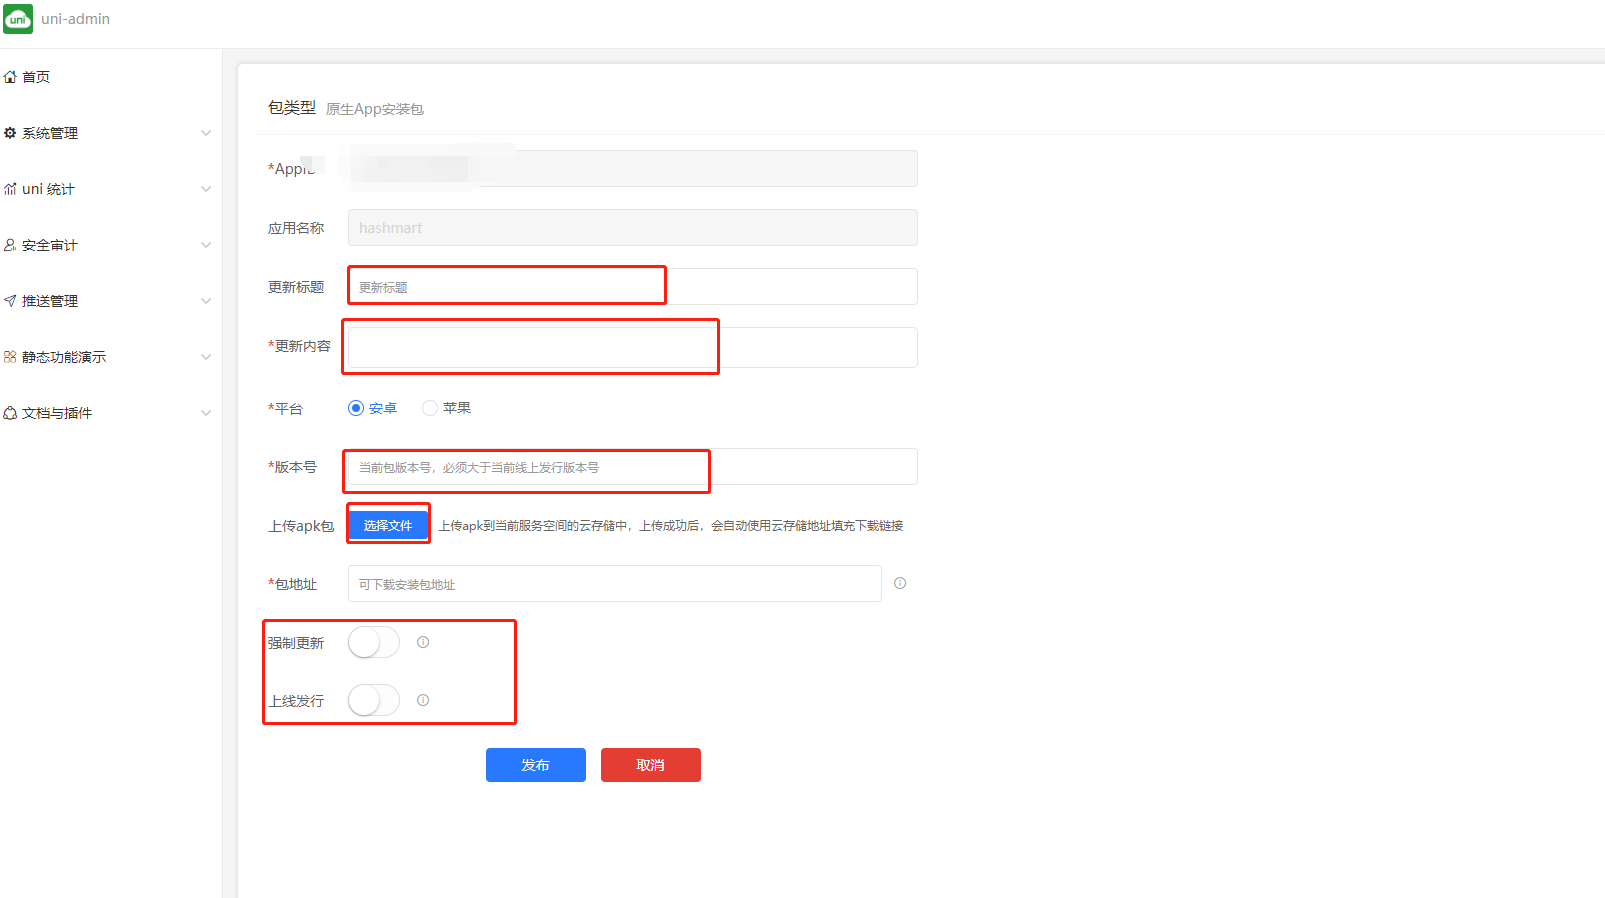 uni uni-admin
首页
系统管理
uni 统计
安全审计
推送管理
静态功能演示
文档与插件
包类型 原生App安装包
应用名称 hashmart
更新标题 更新标题
*更新内容
*平台 安卓 苹果
*版本号 当前包版本号，必须大于当前线上发行版本号
上传apk包 选择文件 上传apk到当前服务空间的云存储中，上传成功后，会自动使用云存储地址填充下载链接
*包地址 可下载安装包地址
强制更新
上线发行
发布 取消